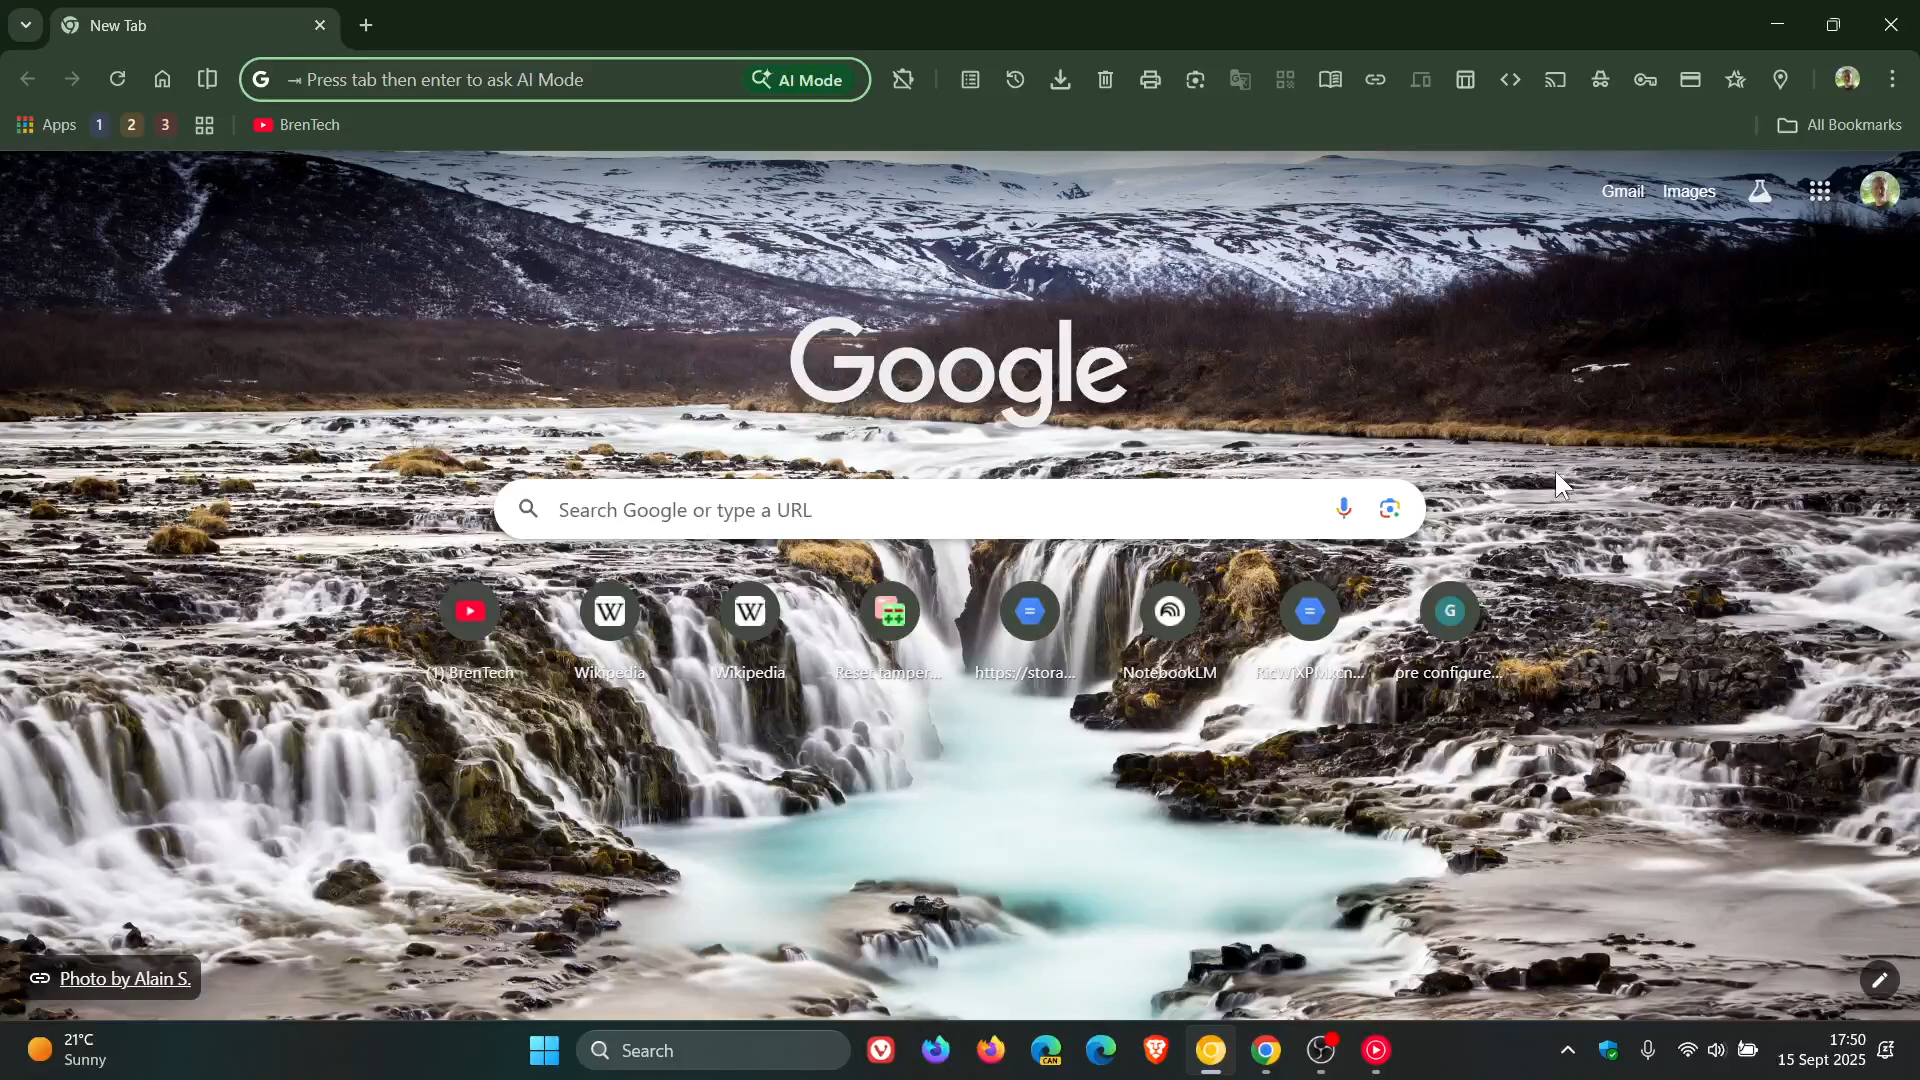 New Tab
⇥ Press tab then enter to ask AI Mode
AI Mode
Apps
1
2
3
BrenTech
All Bookmarks
Gmail
Images
Google
Search Google or type a URL
(1) BrenTech
Wikipedia
Wikipedia
Reset tamper...
https://stora...
NotebookLM
G
pre configure...
Photo by Alain S.
21°C
Sunny
Search
CAN
17:50
15 Sept 2025